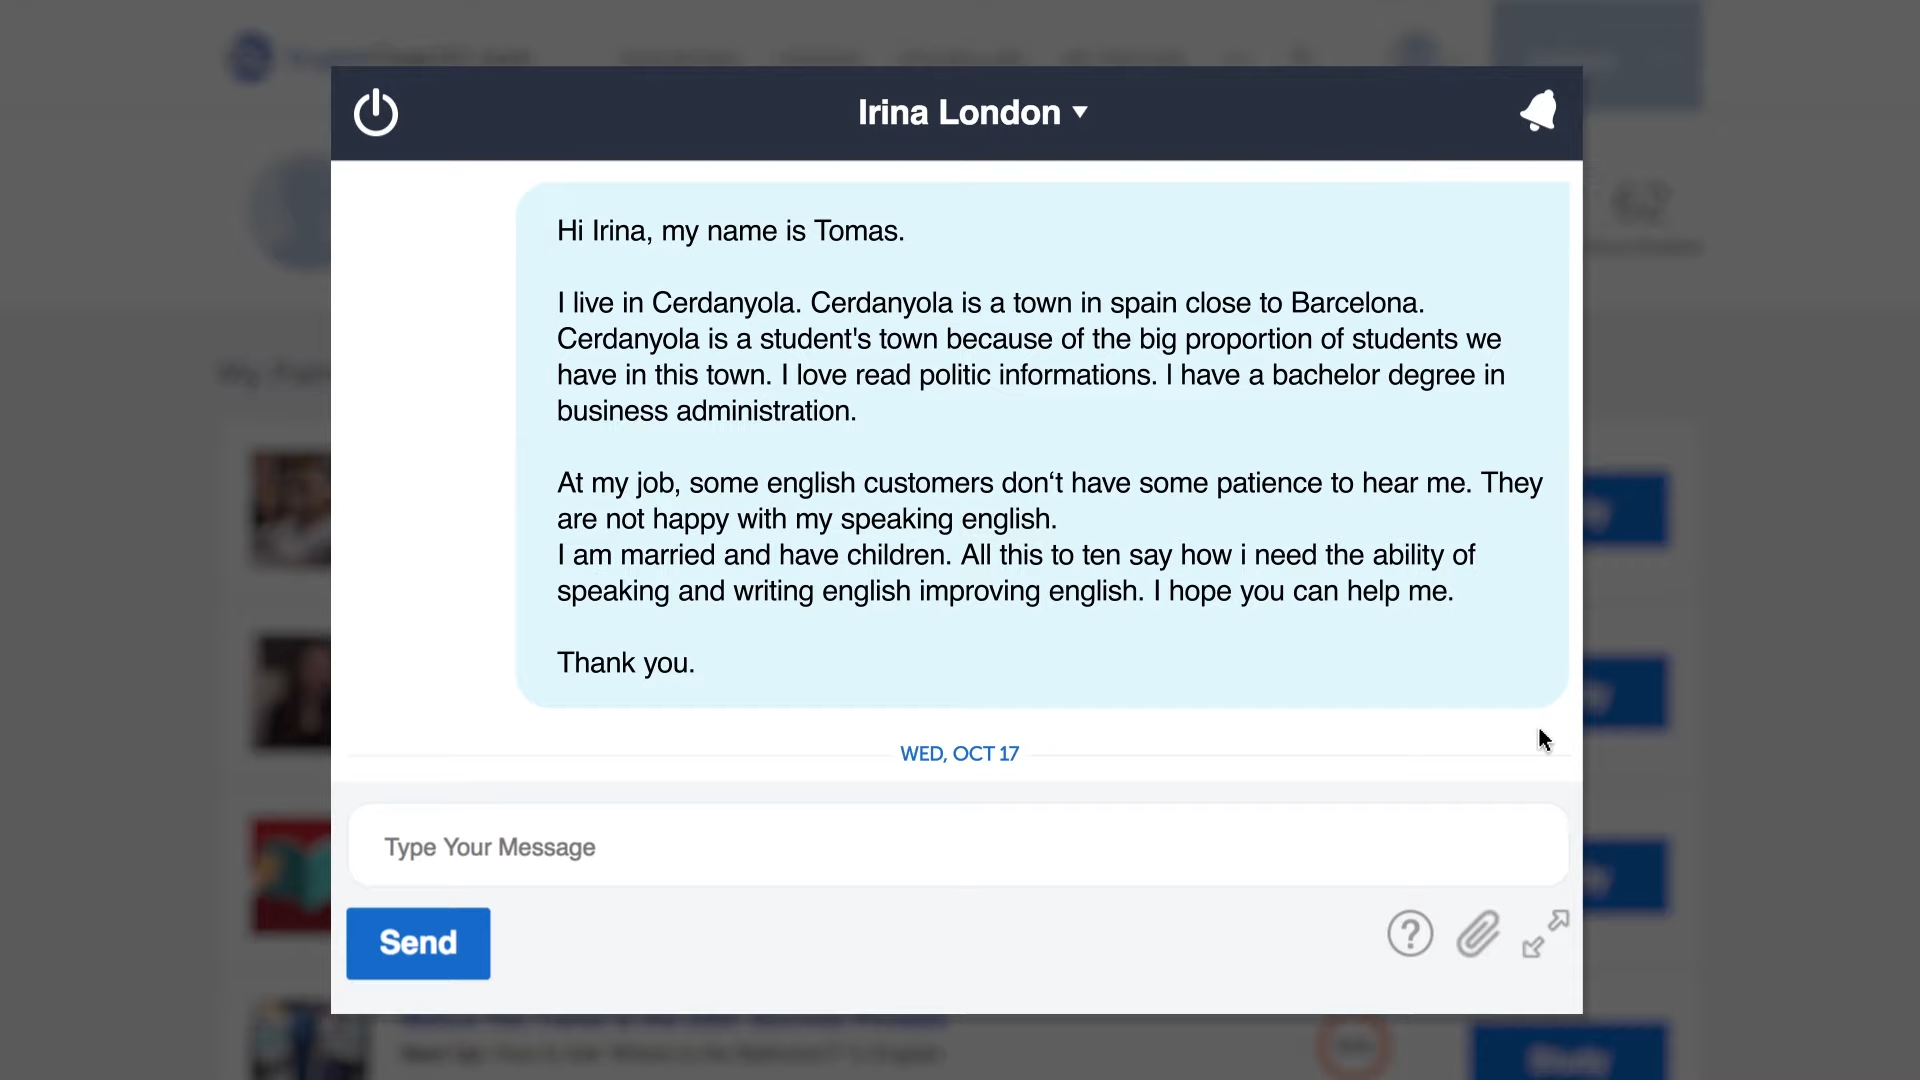 Irina London
Hi Irina, my name is Tomas.
I live in Cerdanyola. Cerdanyola is a town in spain close to Barcelona.
Cerdanyola is a student's town because of the big proportion of students we
have in this town. I love read politic informations. I have a bachelor degree in
business administration.
At my job, some english customers don‘t have some patience to hear me. They
are not happy with my speaking english.
I am married and have children. All this to ten say how i need the ability of
speaking and writing english improving english. I hope you can help me.
Thank you.
WED, OCT 17
Type Your Message
Send